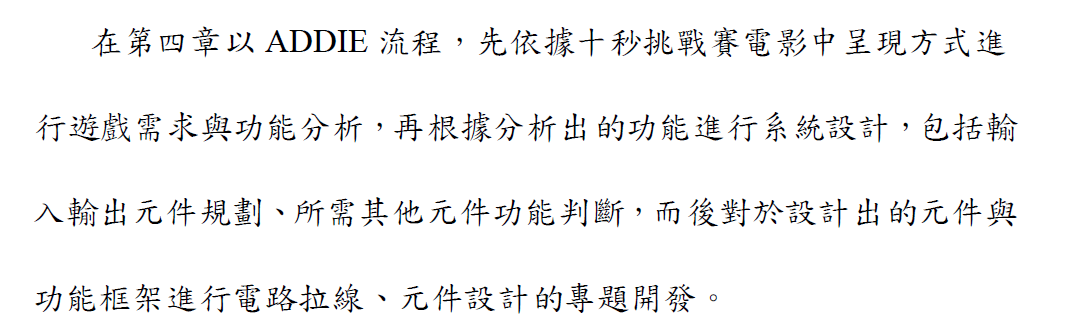 在第四章以 ADDIE 流程，先依據十秒挑戰賽電影中呈現方式進
行遊戲需求與功能分析，再根據分析出的功能進行系統設計，包括輸
入輸出元件規劃、所需其他元件功能判斷，而後對於設計出的元件與
功能框架進行電路拉線、元件設計的專題開發。